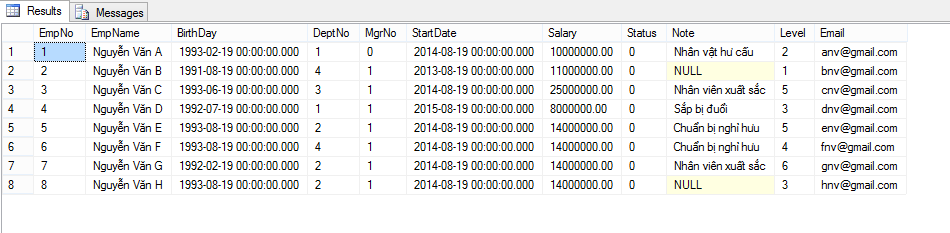 Results Messages
EmpNo EmpName BirthDay DeptNo MgrNo StartDate Salary Status Note Level Email
1 1 Nguyễn Văn A 1993-02-19 00:00:00.000 1 0 2014-08-19 00:00:00.000 10000000.00 0 Nhân vật hư cấu 2 anv@gmail.com
2 2 Nguyễn Văn B 1991-08-19 00:00:00.000 4 1 2013-08-19 00:00:00.000 11000000.00 0 NULL 1 bnv@gmail.com
3 3 Nguyễn Văn C 1993-06-19 00:00:00.000 3 1 2014-08-19 00:00:00.000 25000000.00 0 Nhân viên xuất sắc 5 cnv@gmail.com
4 4 Nguyễn Văn D 1992-07-19 00:00:00.000 1 1 2015-08-19 00:00:00.000 8000000.00 0 Sắp bị đuổi 3 dnv@gmail.com
5 5 Nguyễn Văn E 1993-08-19 00:00:00.000 2 1 2014-08-19 00:00:00.000 14000000.00 0 Chuẩn bị nghỉ hưu 5 env@gmail.com
6 6 Nguyễn Văn F 1993-08-19 00:00:00.000 4 1 2014-08-19 00:00:00.000 14000000.00 0 Chuẩn bị nghỉ hưu 4 fnv@gmail.com
7 7 Nguyễn Văn G 1992-02-19 00:00:00.000 2 1 2014-08-19 00:00:00.000 14000000.00 0 Nhân viên xuất sắc 6 gnv@gmail.com
8 8 Nguyễn Văn H 1993-08-19 00:00:00.000 2 1 2014-08-19 00:00:00.000 14000000.00 0 NULL 3 hnv@gmail.com